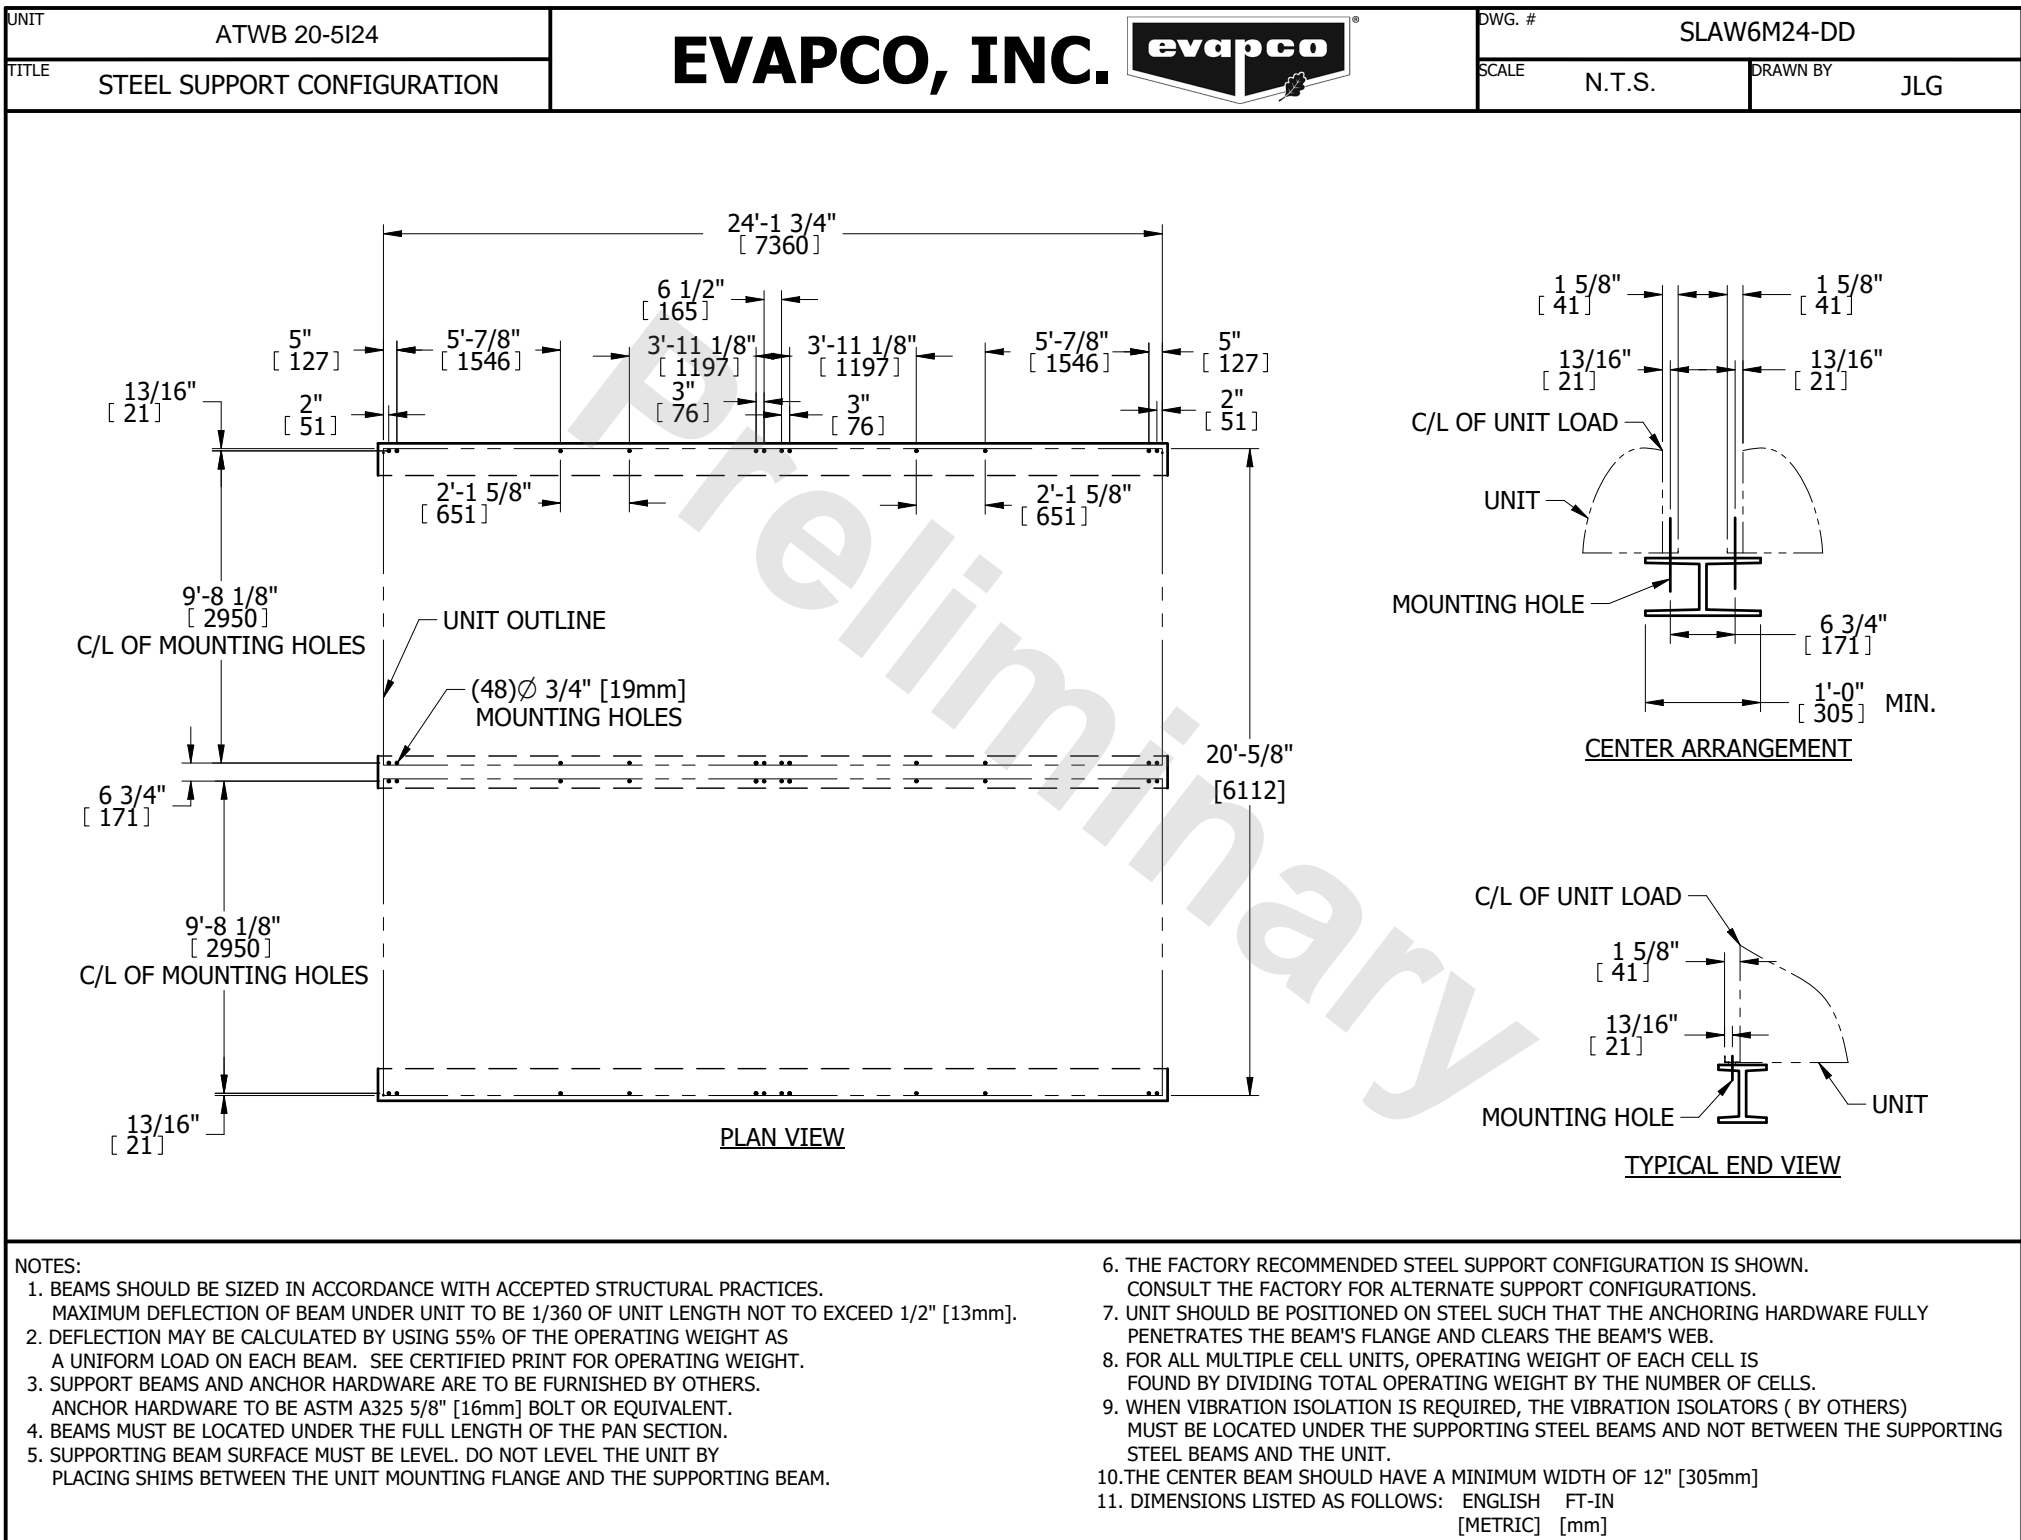 UNIT
ATWB 20-5I24
TITLE
STEEL SUPPORT CONFIGURATION
EVAPCO, INC.
evapco®
DWG. #
SLAW6M24-DD
SCALE
N.T.S.
DRAWN BY
JLG
24'-1 3/4"
[ 7360]
6 1/2"
[ 165]
5"
[ 127]
5'-7/8"
[ 1546]
3'-11 1/8"
[ 1197]
3'-11 1/8"
[ 1197]
5'-7/8"
[ 1546]
5"
[ 127]
13/16"
[ 21]
2"
[ 51]
3"
[ 76]
3"
[ 76]
2"
[ 51]
2'-1 5/8"
[ 651]
2'-1 5/8"
[ 651]
9'-8 1/8"
[ 2950]
C/L OF MOUNTING HOLES
UNIT OUTLINE
(48)Ø 3/4" [19mm]
MOUNTING HOLES
6 3/4"
[ 171]
20'-5/8"
[6112]
9'-8 1/8"
[ 2950]
C/L OF MOUNTING HOLES
13/16"
[ 21]
PLAN VIEW
Preliminary
1 5/8"
[ 41]
1 5/8"
[ 41]
13/16"
[ 21]
13/16"
[ 21]
C/L OF UNIT LOAD
UNIT
MOUNTING HOLE
6 3/4"
[ 171]
1'-0"
[ 305]
MIN.
CENTER ARRANGEMENT
C/L OF UNIT LOAD
1 5/8"
[ 41]
13/16"
[ 21]
MOUNTING HOLE
UNIT
TYPICAL END VIEW
NOTES:
1. BEAMS SHOULD BE SIZED IN ACCORDANCE WITH ACCEPTED STRUCTURAL PRACTICES.
MAXIMUM DEFLECTION OF BEAM UNDER UNIT TO BE 1/360 OF UNIT LENGTH NOT TO EXCEED 1/2" [13mm].
2. DEFLECTION MAY BE CALCULATED BY USING 55% OF THE OPERATING WEIGHT AS
A UNIFORM LOAD ON EACH BEAM. SEE CERTIFIED PRINT FOR OPERATING WEIGHT.
3. SUPPORT BEAMS AND ANCHOR HARDWARE ARE TO BE FURNISHED BY OTHERS.
ANCHOR HARDWARE TO BE ASTM A325 5/8" [16mm] BOLT OR EQUIVALENT.
4. BEAMS MUST BE LOCATED UNDER THE FULL LENGTH OF THE PAN SECTION.
5. SUPPORTING BEAM SURFACE MUST BE LEVEL. DO NOT LEVEL THE UNIT BY
PLACING SHIMS BETWEEN THE UNIT MOUNTING FLANGE AND THE SUPPORTING BEAM.
6. THE FACTORY RECOMMENDED STEEL SUPPORT CONFIGURATION IS SHOWN.
CONSULT THE FACTORY FOR ALTERNATE SUPPORT CONFIGURATIONS.
7. UNIT SHOULD BE POSITIONED ON STEEL SUCH THAT THE ANCHORING HARDWARE FULLY
PENETRATES THE BEAM'S FLANGE AND CLEARS THE BEAM'S WEB.
8. FOR ALL MULTIPLE CELL UNITS, OPERATING WEIGHT OF EACH CELL IS
FOUND BY DIVIDING TOTAL OPERATING WEIGHT BY THE NUMBER OF CELLS.
9. WHEN VIBRATION ISOLATION IS REQUIRED, THE VIBRATION ISOLATORS ( BY OTHERS)
MUST BE LOCATED UNDER THE SUPPORTING STEEL BEAMS AND NOT BETWEEN THE SUPPORTING
STEEL BEAMS AND THE UNIT.
10.THE CENTER BEAM SHOULD HAVE A MINIMUM WIDTH OF 12" [305mm]
11. DIMENSIONS LISTED AS FOLLOWS: ENGLISH FT-IN
[METRIC] [mm]